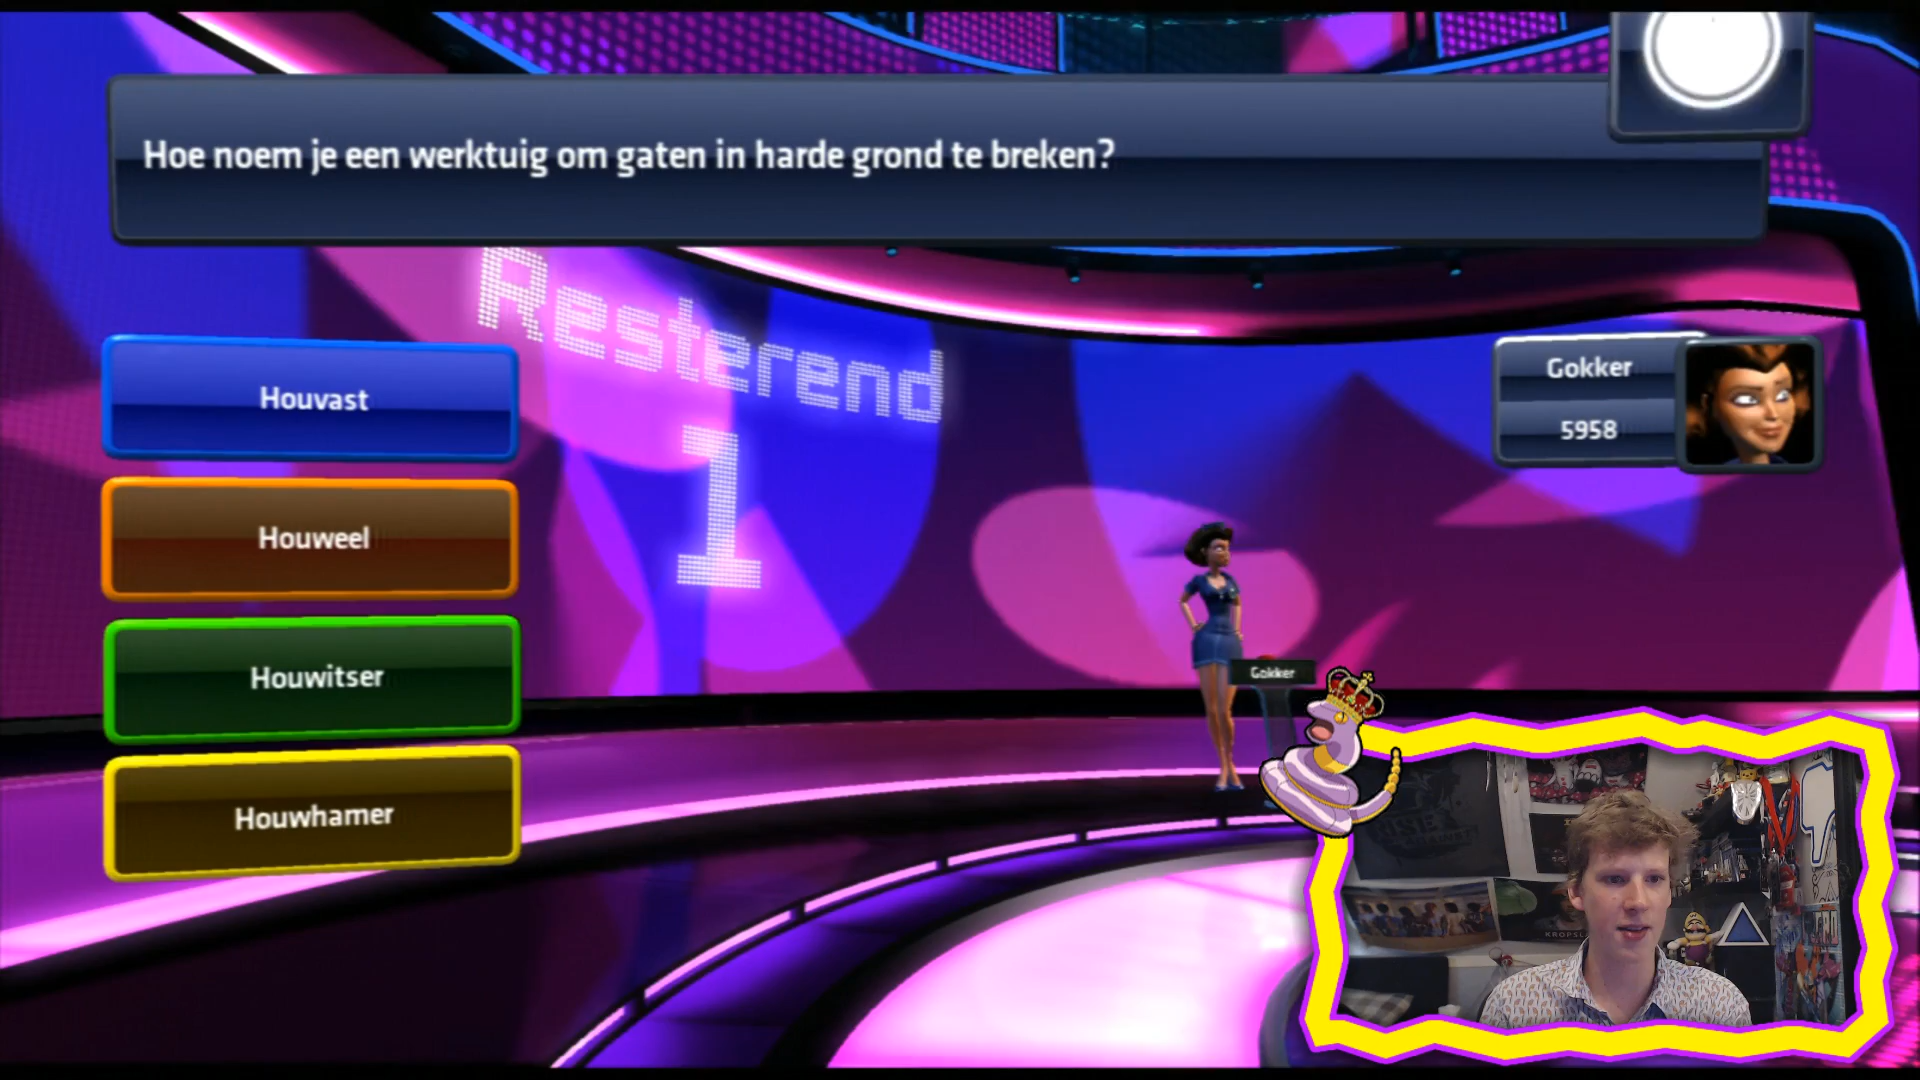 Hoe noem je een werktuig om gaten in harde grond te breken?
Resterend
1
Houvast
Houweel
Houwitser
Houwhamer
Gokker
5958
Gokker